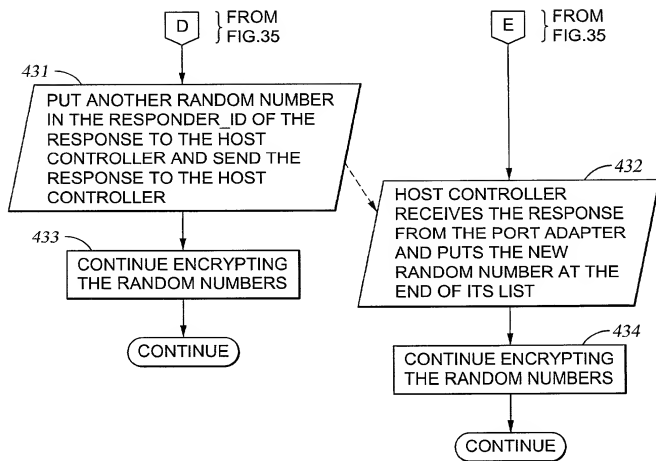 D
FROM
FIG.35
431
PUT ANOTHER RANDOM NUMBER
IN THE RESPONDER_ID OF THE
RESPONSE TO THE HOST
CONTROLLER AND SEND THE
RESPONSE TO THE HOST
CONTROLLER
433
CONTINUE ENCRYPTING
THE RANDOM NUMBERS
CONTINUE
E
FROM
FIG.35
432
HOST CONTROLLER
RECEIVES THE RESPONSE
FROM THE PORT ADAPTER
AND PUTS THE NEW
RANDOM NUMBER AT THE
END OF ITS LIST
434
CONTINUE ENCRYPTING
THE RANDOM NUMBERS
CONTINUE